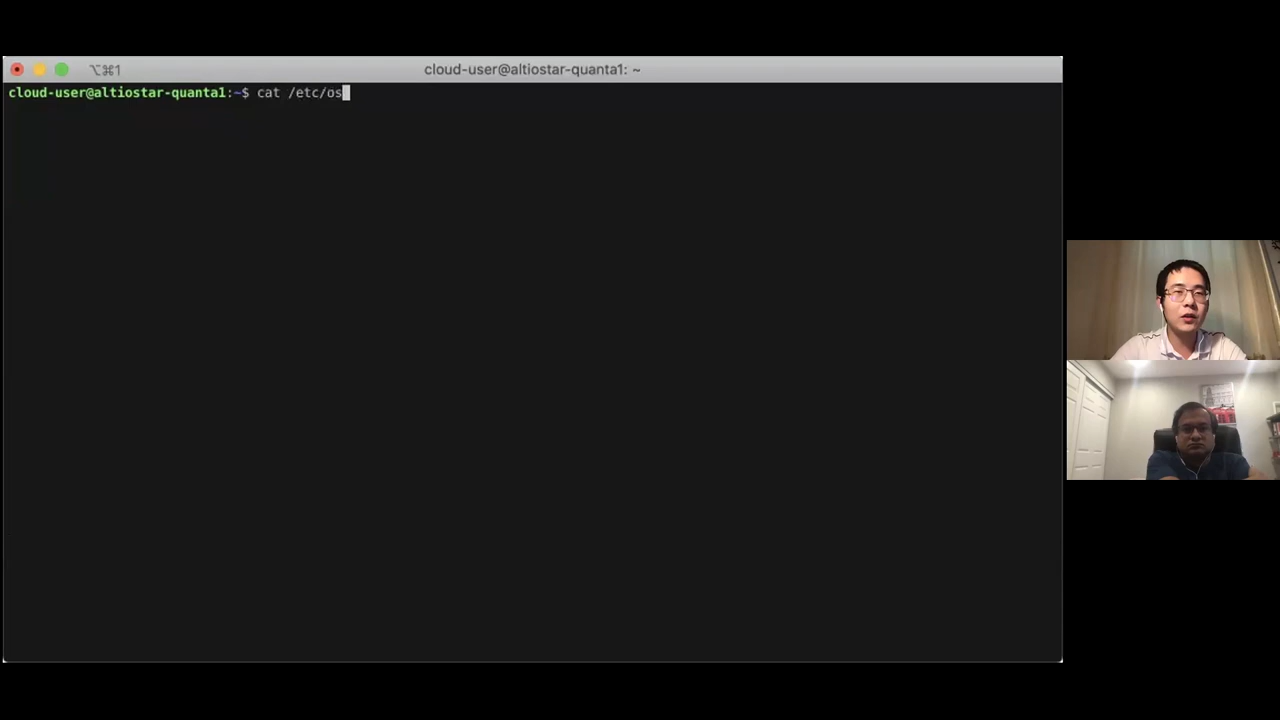 ⌥⌘1
cloud-user@altiostar-quanta1: ~
cloud-user@altiostar-quanta1:~$ cat /etc/os